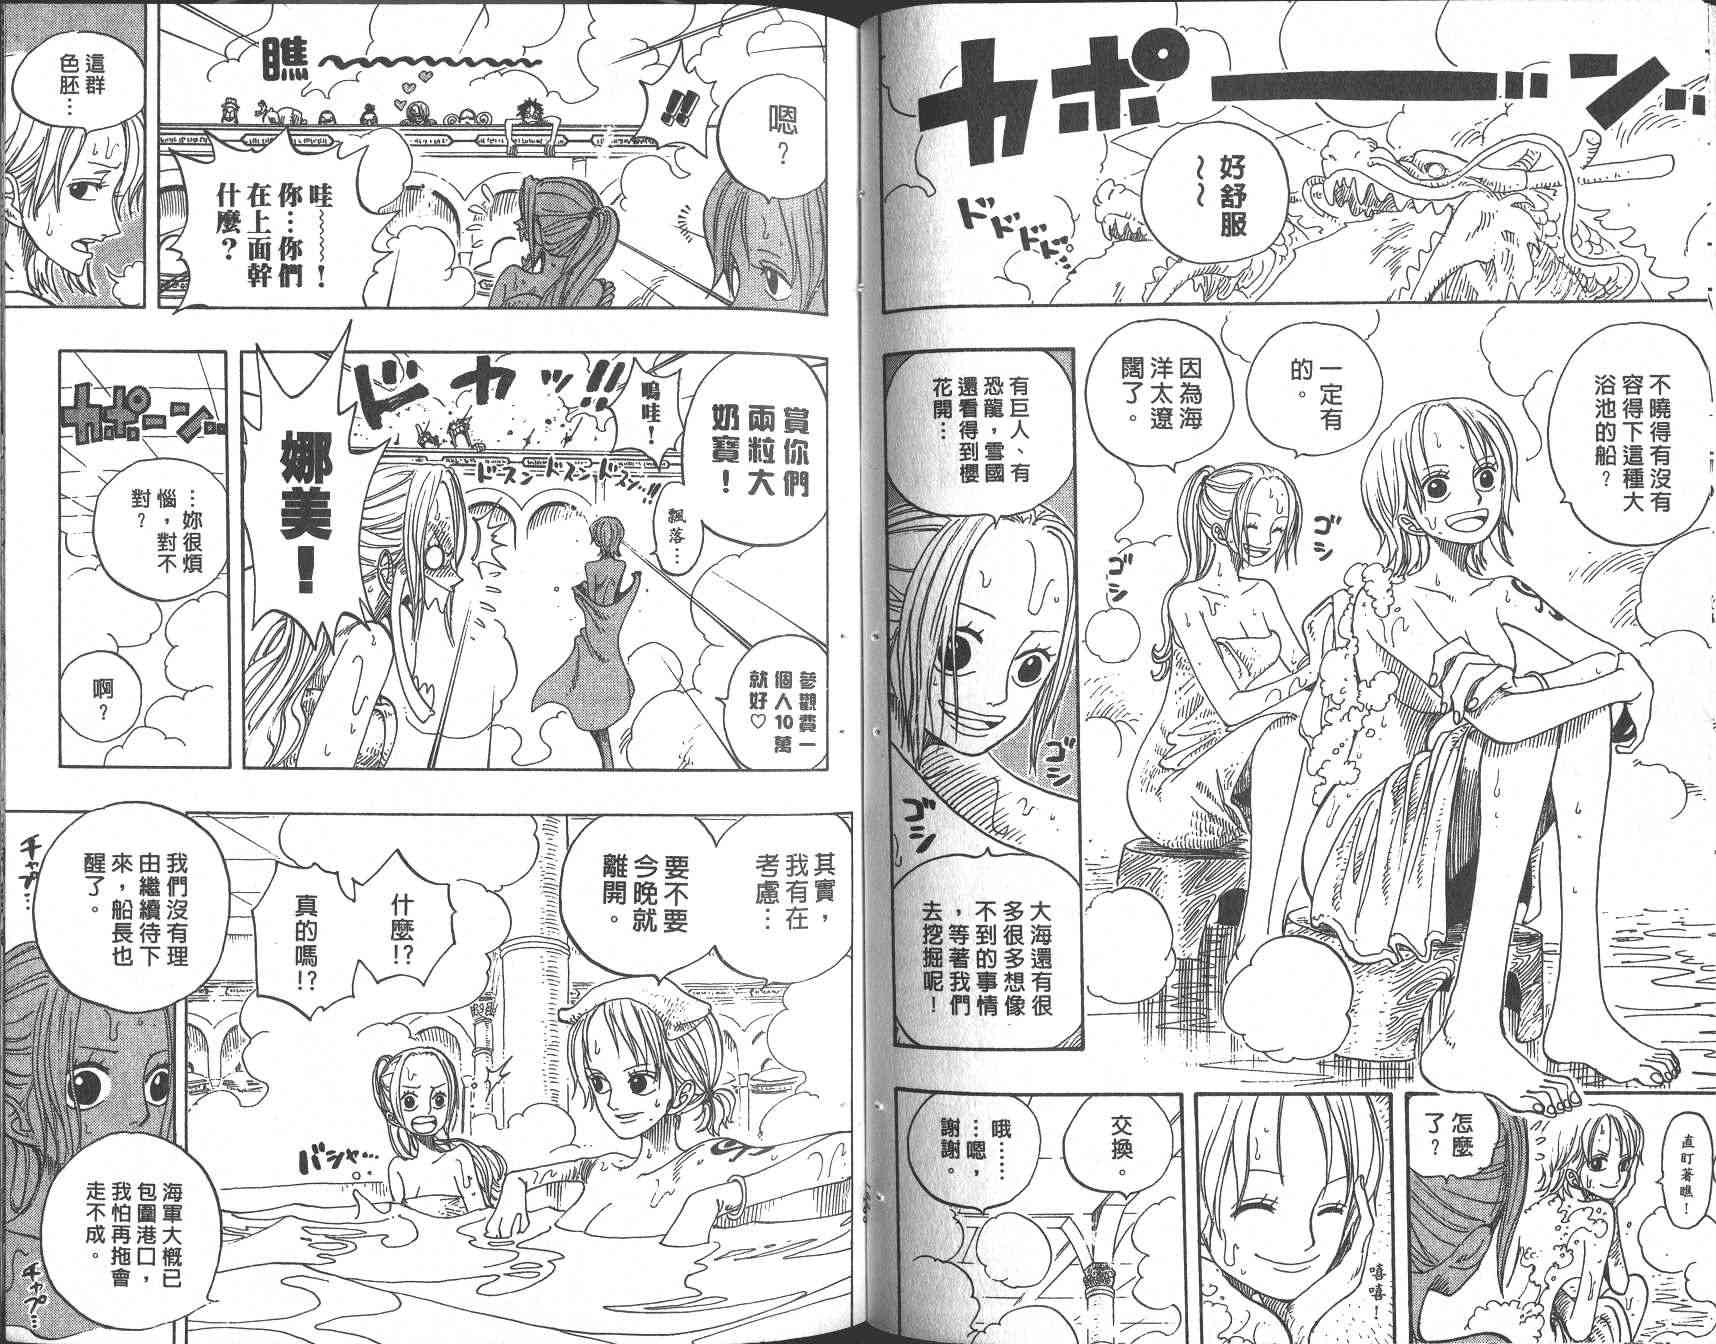 カポーーン..
好舒服
～～
ドドドド..
不曉得有沒有
容得下這種大
浴池的船？
一定有
的。
因為海
洋太遼
闊了。
ゴシ
ゴシ
有巨人、有
恐龍，雪國
還看得到櫻
花開…
ゴシ
ゴシ
大海還有很
多很多想像
不到的事情
，等著我們
去挖掘呢！
直盯著瞧！
怎麼
了？
嘻嘻！
交換。
哦……
…嗯，
謝謝。
嗯？
!!
瞧～～～～～
哇～～～～！
你…你們
在上面幹
什麼？
這群
色胚…
賞你們
兩粒大
奶寶！
嗚哇！
ドカッ!!
ドスンドスンドスン..!!
飄落…
參觀費一
個人10萬
就好♡
娜美！
カポーーン..
…妳很煩
惱，對不
對？
啊？
其實，
我有在
考慮…
要不要
今晚就
離開。
什麼!?
真的嗎!?
バシャ…
チャプ…
我們沒有理
由繼續待下
來，船長也
醒了。
海軍大概已
包圍港口，
我怕再拖會
走不成。
チャプ…